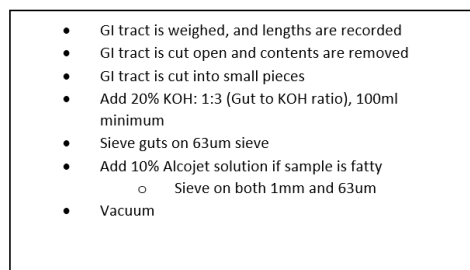 • GI tract is weighed, and lengths are recorded
• GI tract is cut open and contents are removed
• GI tract is cut into small pieces
• Add 20% KOH: 1:3 (Gut to KOH ratio), 100ml
minimum
• Sieve guts on 63um sieve
• Add 10% Alcojet solution if sample is fatty
o Sieve on both 1mm and 63um
• Vacuum